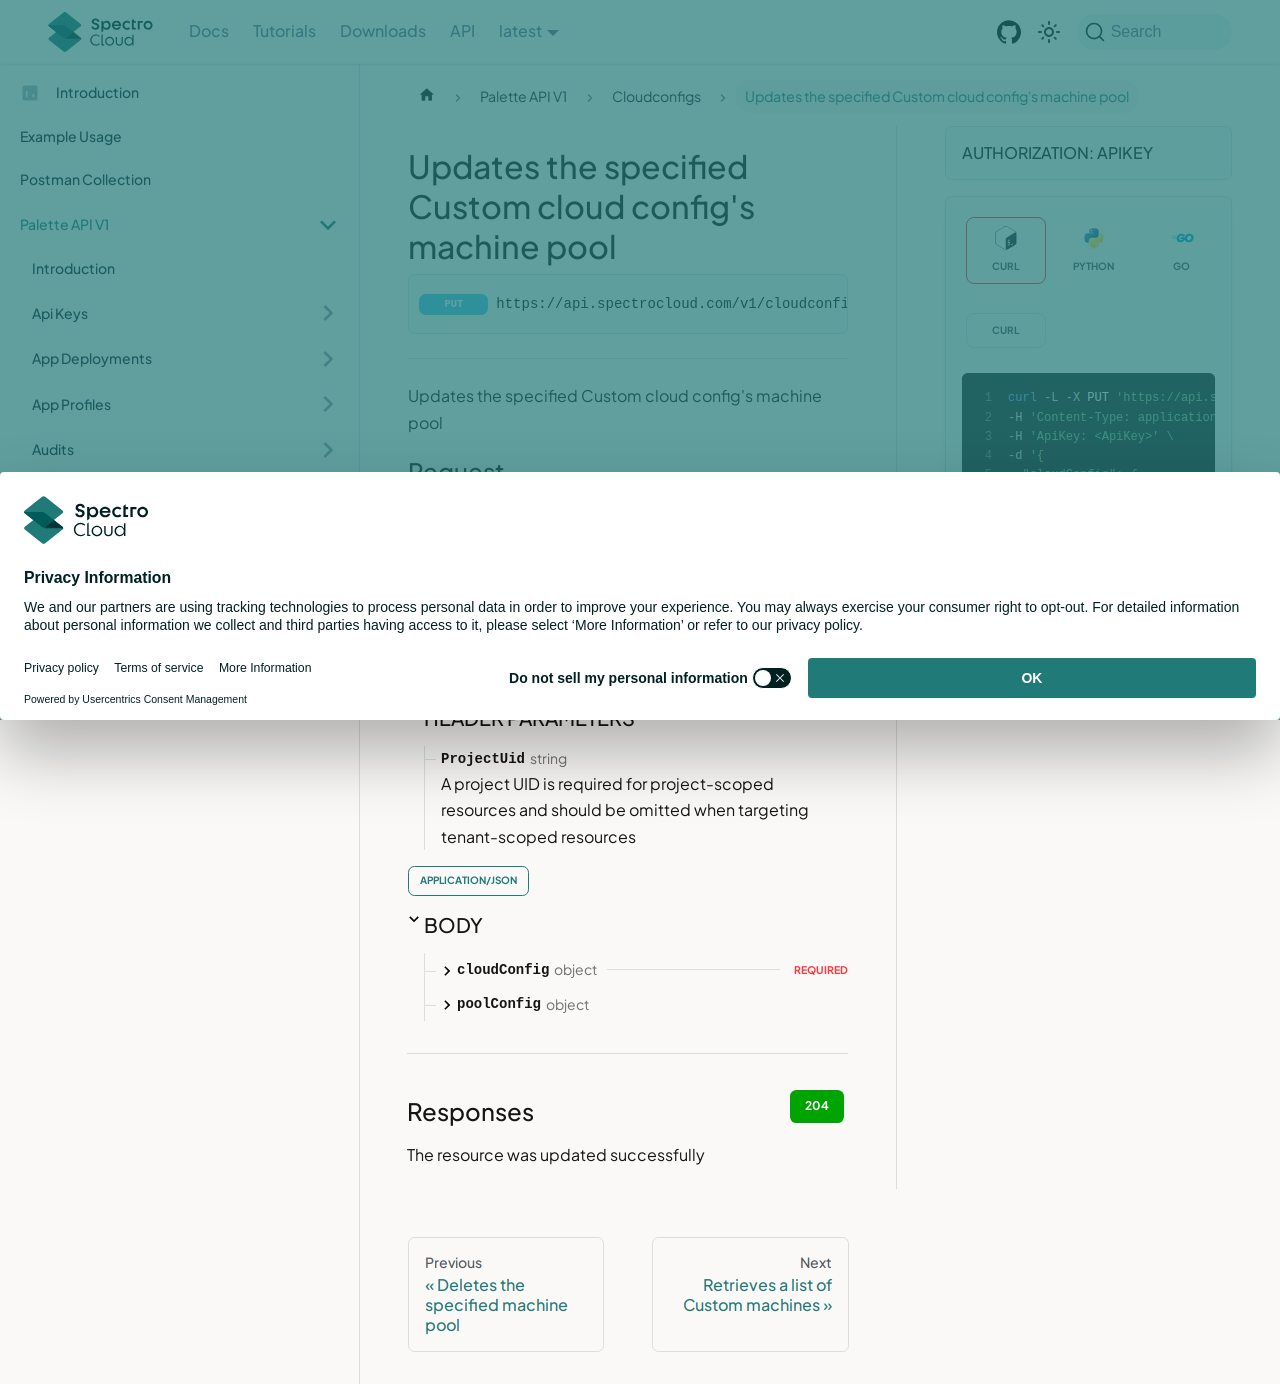 Spectro Cloud
Docs
Tutorials
Downloads
API
latest
Search
Introduction
Example Usage
Postman Collection
Palette API V1
Introduction
Api Keys
App Deployments
App Profiles
Audits
Palette API V1
Cloudconfigs
Updates the specified Custom cloud config's machine pool
Updates the specified
Custom cloud config's
machine pool
PUT
https://api.spectrocloud.com/v1/cloudconfi
Updates the specified Custom cloud config's machine
pool
Request
AUTHORIZATION: APIKEY
CURL
PYTHON
GO
CURL
1 curl -L -X PUT 'https://api.s
2 -H 'Content-Type: application
3 -H 'ApiKey: <ApiKey>' \
4 -d '{
Spectro
Cloud
Privacy Information
We and our partners are using tracking technologies to process personal data in order to improve your experience. You may always exercise your consumer right to opt-out. For detailed information
about personal information we collect and third parties having access to it, please select ‘More Information’ or refer to our privacy policy.
Privacy policy
Terms of service
More Information
Powered by Usercentrics Consent Management
Do not sell my personal information
OK
HEADER PARAMETERS
ProjectUid string
A project UID is required for project-scoped
resources and should be omitted when targeting
tenant-scoped resources
APPLICATION/JSON
BODY
cloudConfig object
REQUIRED
poolConfig object
Responses
204
The resource was updated successfully
Previous
« Deletes the
specified machine
pool
Next
Retrieves a list of
Custom machines »